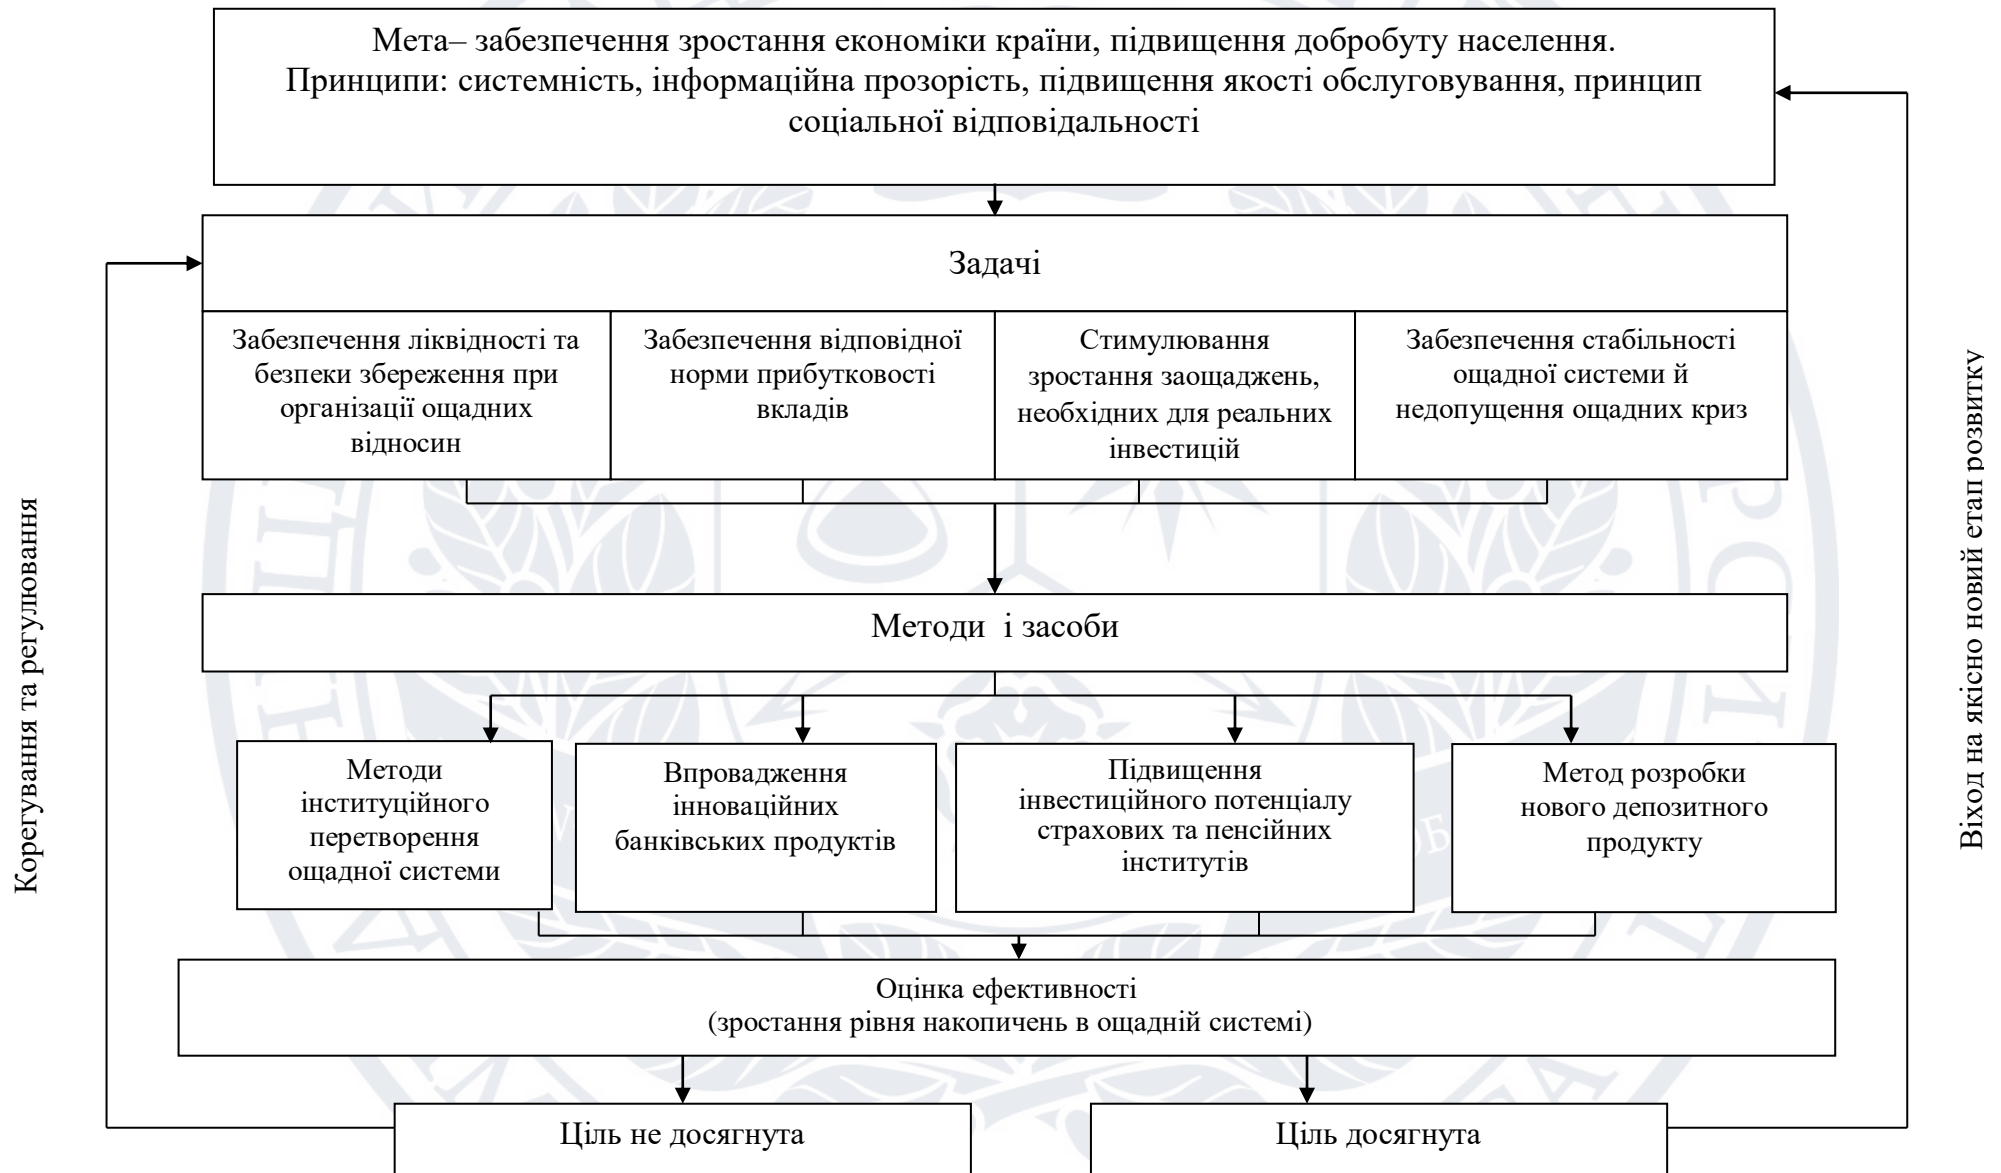 Мета– забезпечення зростання економіки країни, підвищення добробуту населення.
Принципи: системність, інформаційна прозорість, підвищення якості обслуговування, принцип
соціальної відповідальності
Задачі
Забезпечення ліквідності та
безпеки збереження при
організації ощадних
відносин
Забезпечення відповідної
норми прибутковості
вкладів
Стимулювання
зростання заощаджень,
необхідних для реальних
інвестицій
Забезпечення стабільності
ощадної системи й
недопущення ощадних криз
Корегування та регулювання
Віход на якісно новий етап розвитку
Методи і засоби
Методи
інституційного
перетворення
ощадної системи
Впровадження
інноваційних
банківських продуктів
Підвищення
інвестиційного потенціалу
страхових та пенсійних
інститутів
Метод розробки
нового депозитного
продукту
Оцінка ефективності
(зростання рівня накопичень в ощадній системі)
Ціль не досягнута
Ціль досягнута